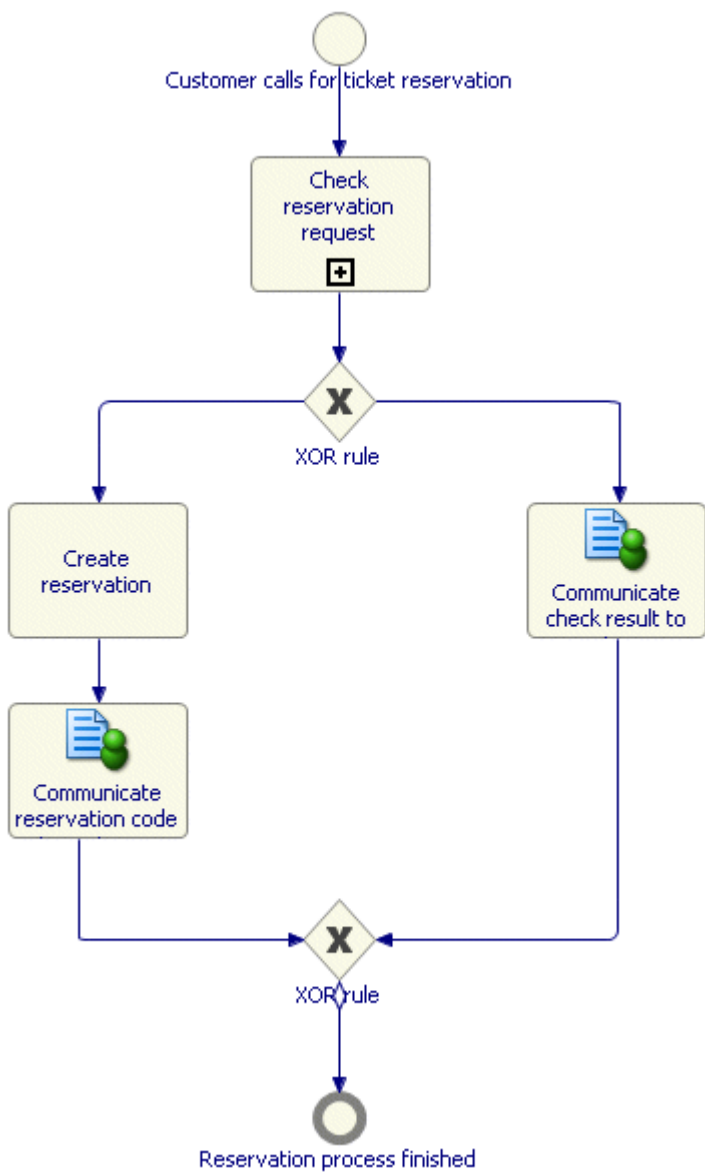 Customer calls for ticket reservation
Check
reservation
request
XOR rule
Create
reservation
Communicate
check result to
Communicate
reservation code
XOR rule
Reservation process finished